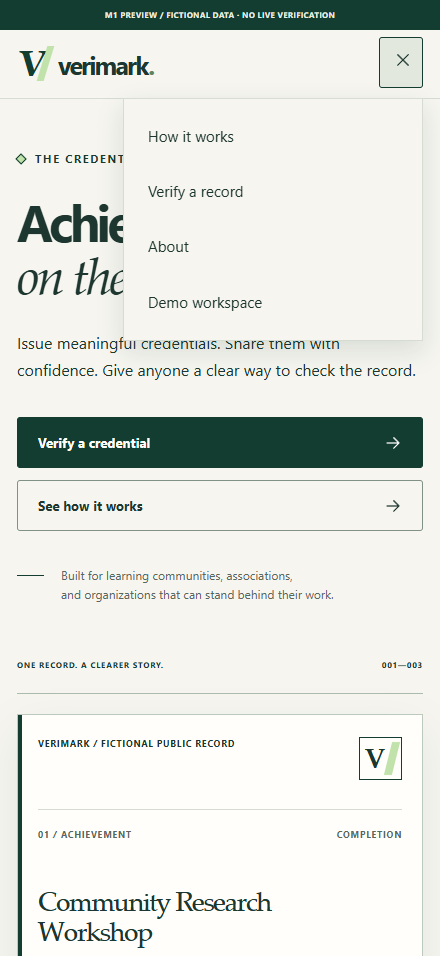 M1 PREVIEW / FICTIONAL DATA · NO LIVE VERIFICATION
V verimark.
How it works
THE CREDENT
Verify a record
Achie
About
on the
Demo workspace
Issue meaningful credentials. Share them with
confidence. Give anyone a clear way to check the record.
Verify a credential →
See how it works →
Built for learning communities, associations,
and organizations that can stand behind their work.
ONE RECORD. A CLEARER STORY. 001—003
VERIMARK / FICTIONAL PUBLIC RECORD V
01 / ACHIEVEMENT COMPLETION
Community Research
Workshop